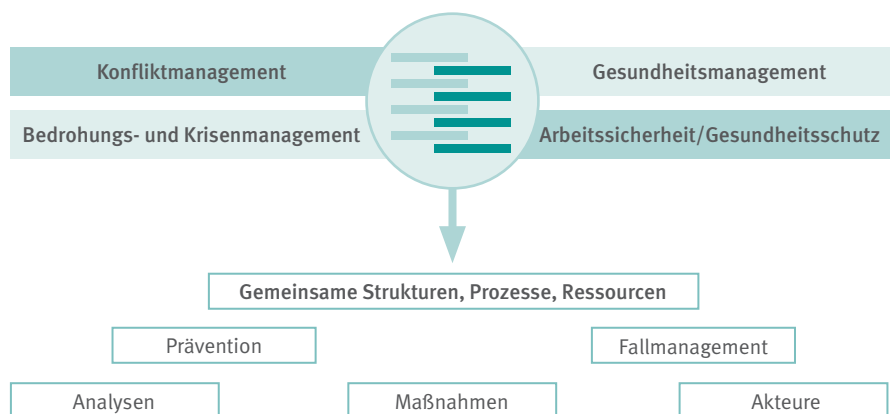 Konfliktmanagement
Gesundheitsmanagement
Bedrohungs- und Krisenmanagement
Arbeitssicherheit/Gesundheitsschutz
Gemeinsame Strukturen, Prozesse, Ressourcen
Prävention
Fallmanagement
Analysen
Maßnahmen
Akteure